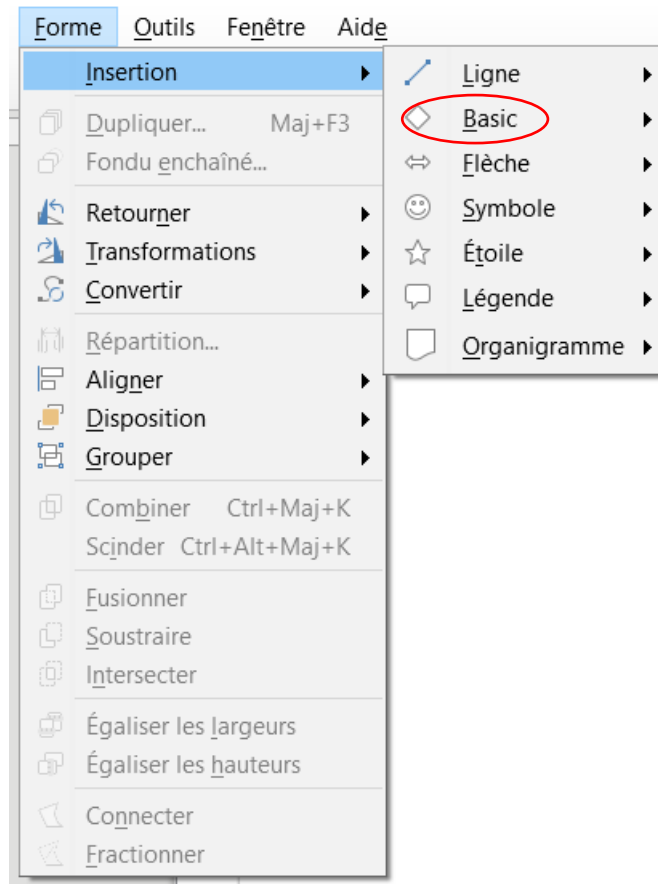 Forme Outils Fenêtre Aide
Insertion
Dupliquer... Maj+F3
Fondu enchaîné...
Retourner
Transformations
Convertir
Répartition...
Aligner
Disposition
Grouper
Combiner Ctrl+Maj+K
Scinder Ctrl+Alt+Maj+K
Fusionner
Soustraire
Intersecter
Égaliser les largeurs
Égaliser les hauteurs
Connecter
Fractionner
Ligne
Basic
Flèche
Symbole
Étoile
Légende
Organigramme